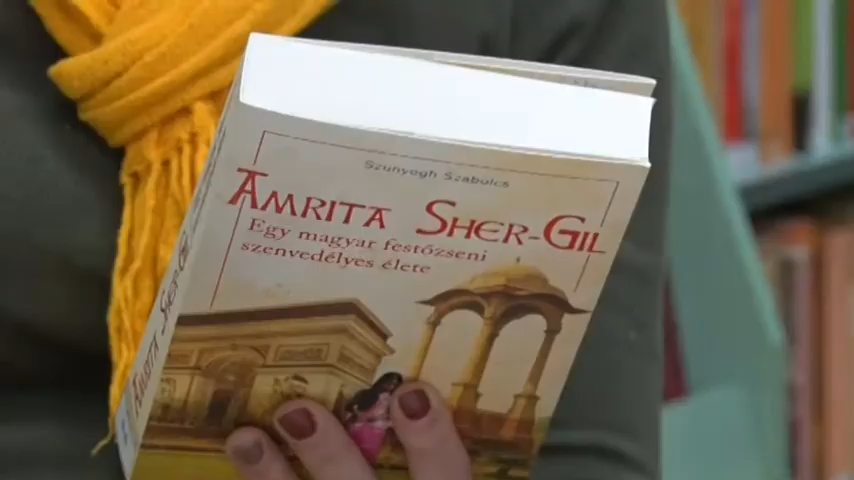 Szunyogh Szabolcs
AMRITA SHER-GIL
Egy magyar festőzseni
szenvedélyes élete
AMRITA SHER-GIL